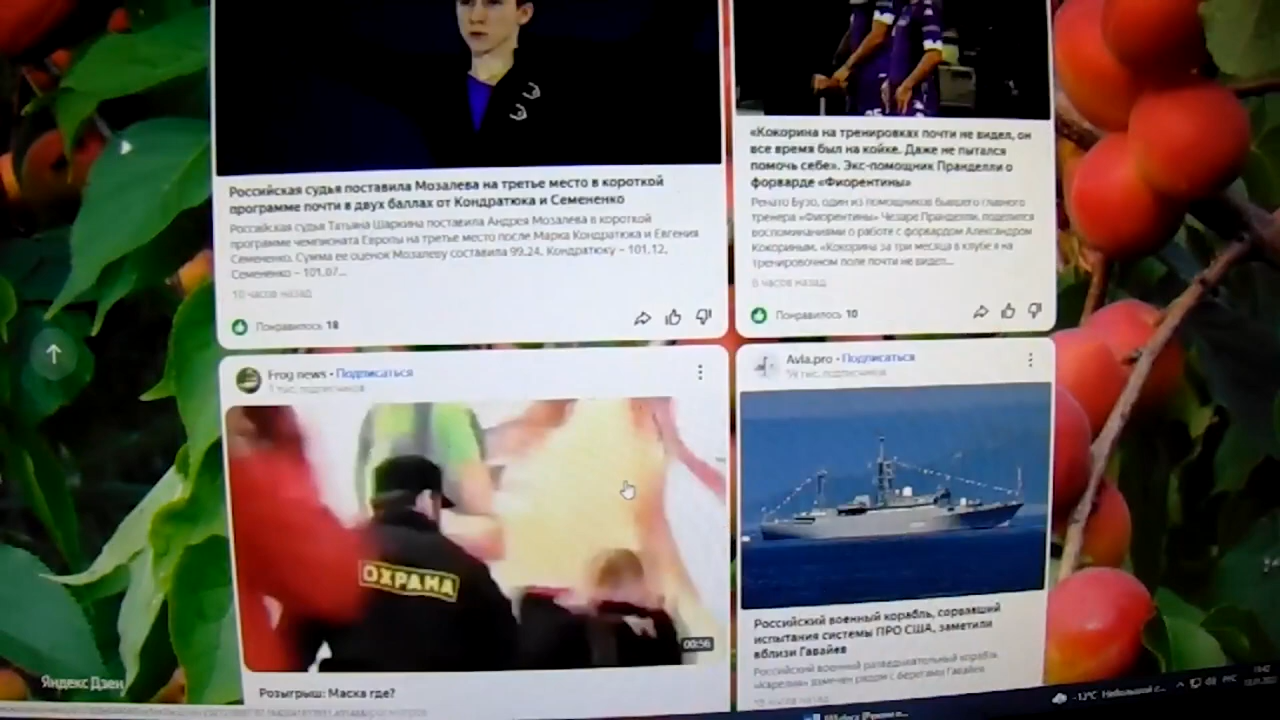 Российская судья поставила Мозалева на третье место в короткой
программе почти в двух баллах от Кондратюка и Семененко
Российская судья Татьяна Шаркина поставила Андрея Мозалева в короткой
программе чемпионата Европы на третье место после Марка Кондратюка и Евгения
Семененко. Сумма ее оценок Мозалеву составила 99.24, Кондратюку – 101.12,
Семененко – 101.07...
10 часов назад
Понравилось 18
«Кокорина на тренировках почти не видел, он
все время был на койке. Даже не пытался
помочь себе». Экс-помощник Пранделли о
форварде «Фиорентины»
Ренато Бузо, один из помощников бывшего главного
тренера «Фиорентины» Чезаре Пранделли, поделился
воспоминаниями о работе с форвардом Александром
Кокориным. «Кокорина за три месяца в клубе я на
тренировочном поле почти не видел...
6 часов назад
Понравилось 10
Frog news • Подписаться
1 тыс. подписчиков
ОХРАНА
00:56
Розыгрыш: Маска где?
Avia.pro • Подписаться
тыс. подписчиков
Российский военный корабль, сорвавший
испытания системы ПРО США, заметили
вблизи Гавайев
Российский военный разведывательный корабль
«Карелия» замечен рядом с берегами Гавайев
часов назад
Яндекс Дзен
-12°C Небольшой с...
РУС